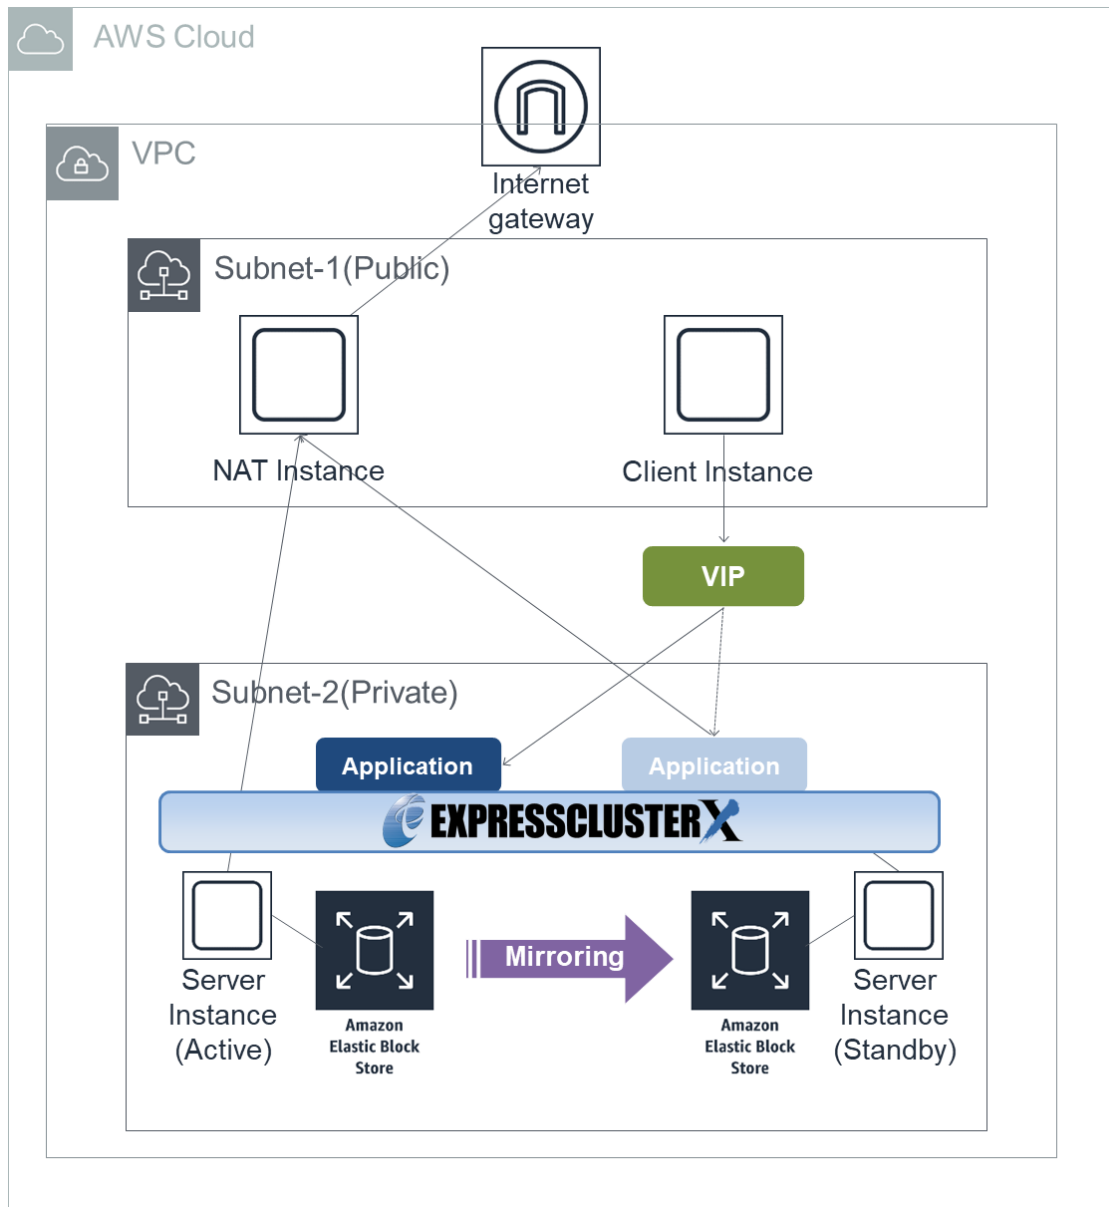 AWS Cloud
VPC
Internet
gateway
Subnet-1(Public)
NAT Instance
Client Instance
VIP
Subnet-2(Private)
Application
Application
EXPRESSCLUSTER X
Mirroring
Server
Instance
(Active)
Amazon
Elastic Block
Store
Amazon
Elastic Block
Store
Server
Instance
(Standby)